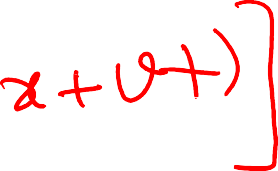 x + vt) ]